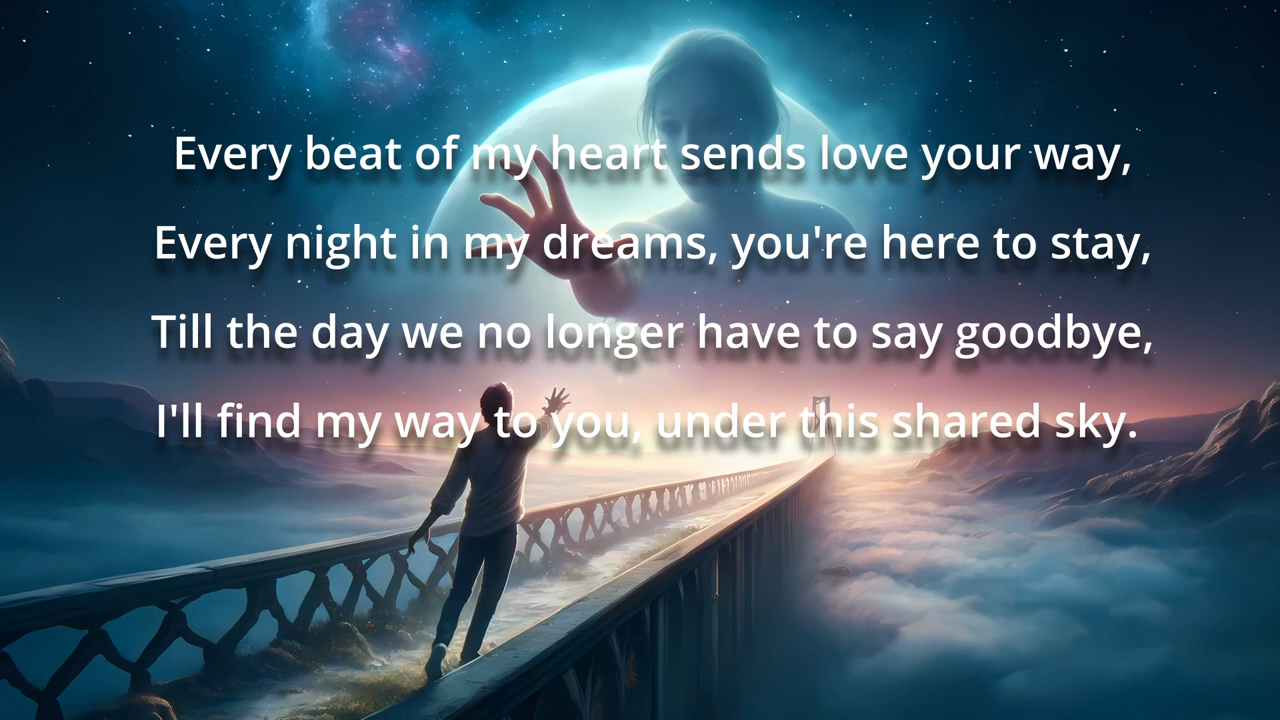 Every beat of my heart sends love your way,
Every night in my dreams, you're here to stay,
Till the day we no longer have to say goodbye,
I'll find my way to you, under this shared sky.